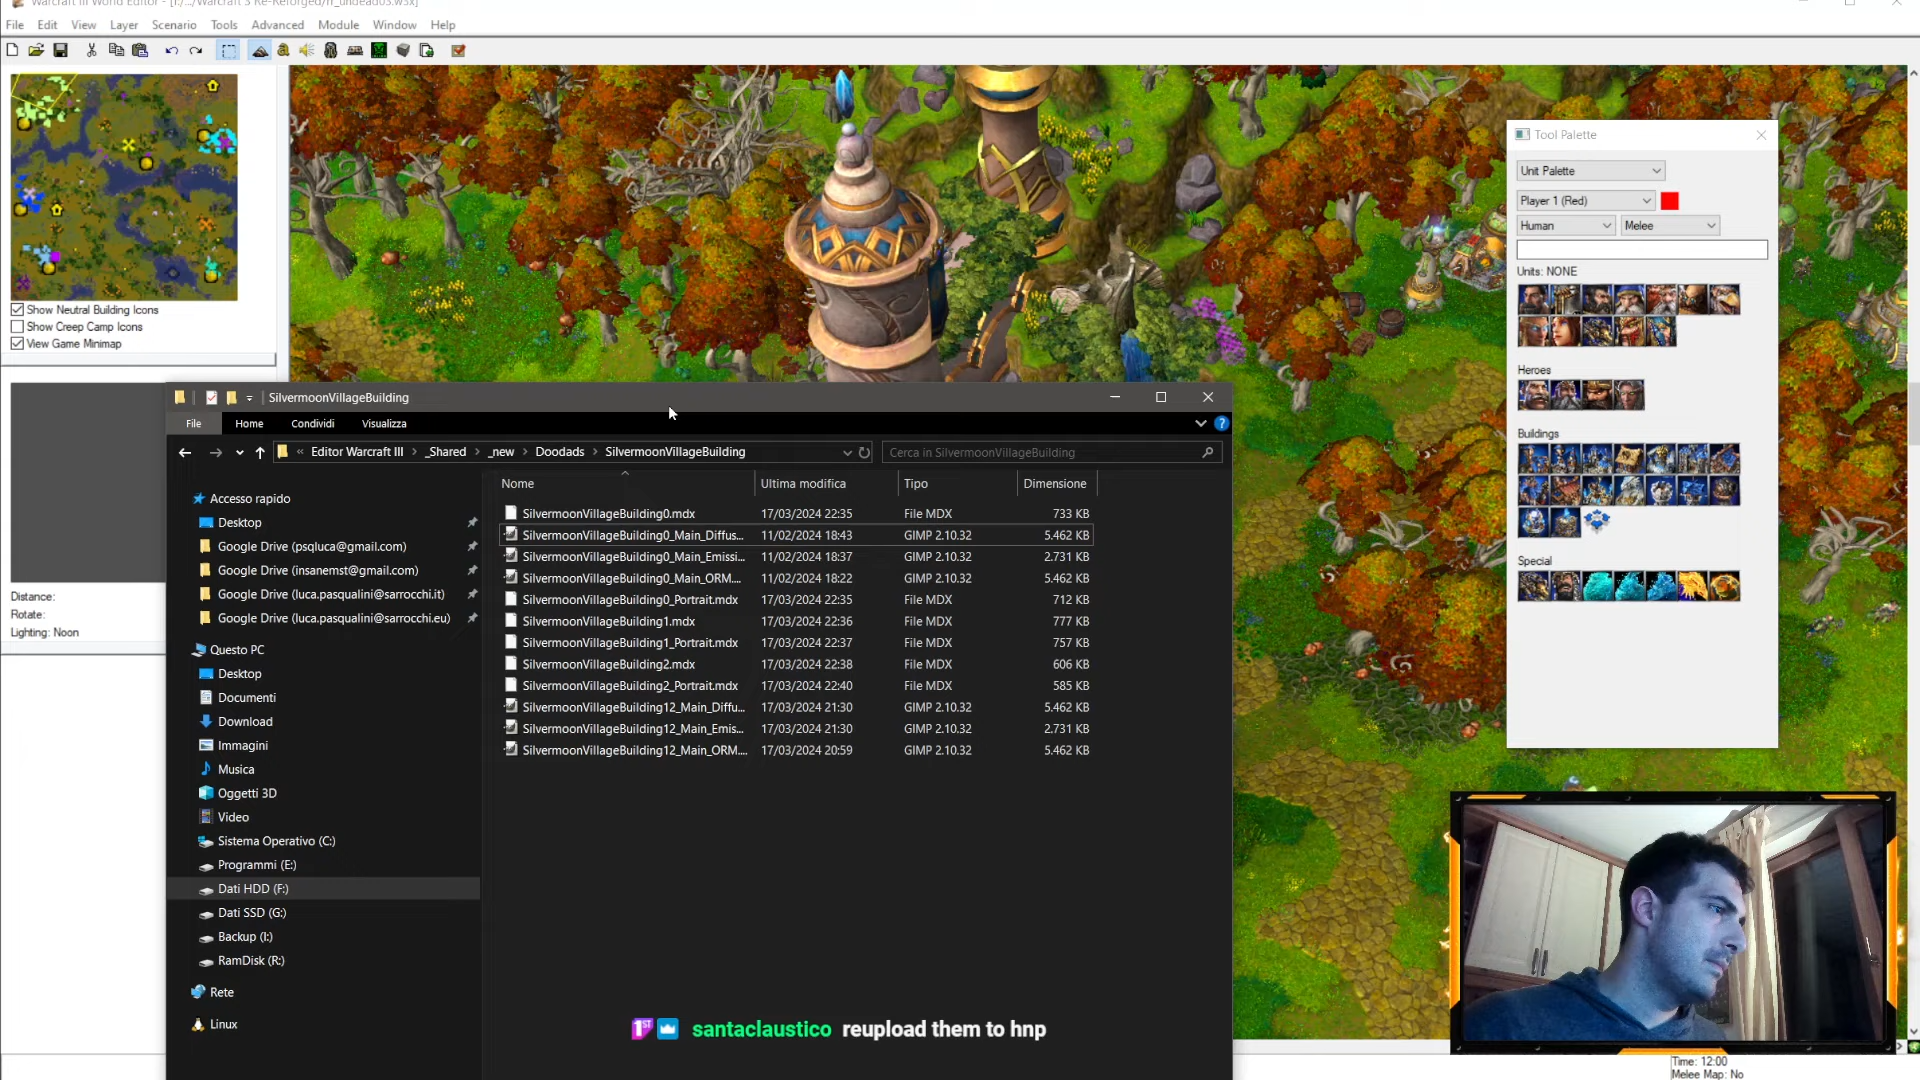 Warcraft III World Editor - [I:/.../Warcraft 3 Re-Reforged/rr_undead03.w3x]
File Edit View Layer Scenario Tools Advanced Module Window Help
Show Neutral Building Icons
Show Creep Camp Icons
View Game Minimap
Distance:
Rotate:
Lighting: Noon
SilvermoonVillageBuilding
File Home Condividi Visualizza
« Editor Warcraft III > _Shared > _new > Doodads > SilvermoonVillageBuilding
Cerca in SilvermoonVillageBuilding
Nome Ultima modifica Tipo Dimensione
SilvermoonVillageBuilding0.mdx 17/03/2024 22:35 File MDX 733 KB
SilvermoonVillageBuilding0_Main_Diffus... 11/02/2024 18:43 GIMP 2.10.32 5.462 KB
SilvermoonVillageBuilding0_Main_Emissi... 11/02/2024 18:37 GIMP 2.10.32 2.731 KB
SilvermoonVillageBuilding0_Main_ORM.... 11/02/2024 18:22 GIMP 2.10.32 5.462 KB
SilvermoonVillageBuilding0_Portrait.mdx 17/03/2024 22:35 File MDX 712 KB
SilvermoonVillageBuilding1.mdx 17/03/2024 22:36 File MDX 777 KB
SilvermoonVillageBuilding1_Portrait.mdx 17/03/2024 22:37 File MDX 757 KB
SilvermoonVillageBuilding2.mdx 17/03/2024 22:38 File MDX 606 KB
SilvermoonVillageBuilding2_Portrait.mdx 17/03/2024 22:40 File MDX 585 KB
SilvermoonVillageBuilding12_Main_Diffu... 17/03/2024 21:30 GIMP 2.10.32 5.462 KB
SilvermoonVillageBuilding12_Main_Emis... 17/03/2024 21:30 GIMP 2.10.32 2.731 KB
SilvermoonVillageBuilding12_Main_ORM.... 17/03/2024 20:59 GIMP 2.10.32 5.462 KB
Accesso rapido
Desktop
Google Drive (psqluca@gmail.com)
Google Drive (insanemst@gmail.com)
Google Drive (luca.pasqualini@sarrocchi.it)
Google Drive (luca.pasqualini@sarrocchi.eu)
Questo PC
Desktop
Documenti
Download
Immagini
Musica
Oggetti 3D
Video
Sistema Operativo (C:)
Programmi (E:)
Dati HDD (F:)
Dati SSD (G:)
Backup (I:)
RamDisk (R:)
Rete
Linux
1ST santaclaustico reupload them to hnp
Tool Palette
Unit Palette
Player 1 (Red)
Human Melee
Units: NONE
Heroes
Buildings
Special
Time: 12:00
Melee Map: No